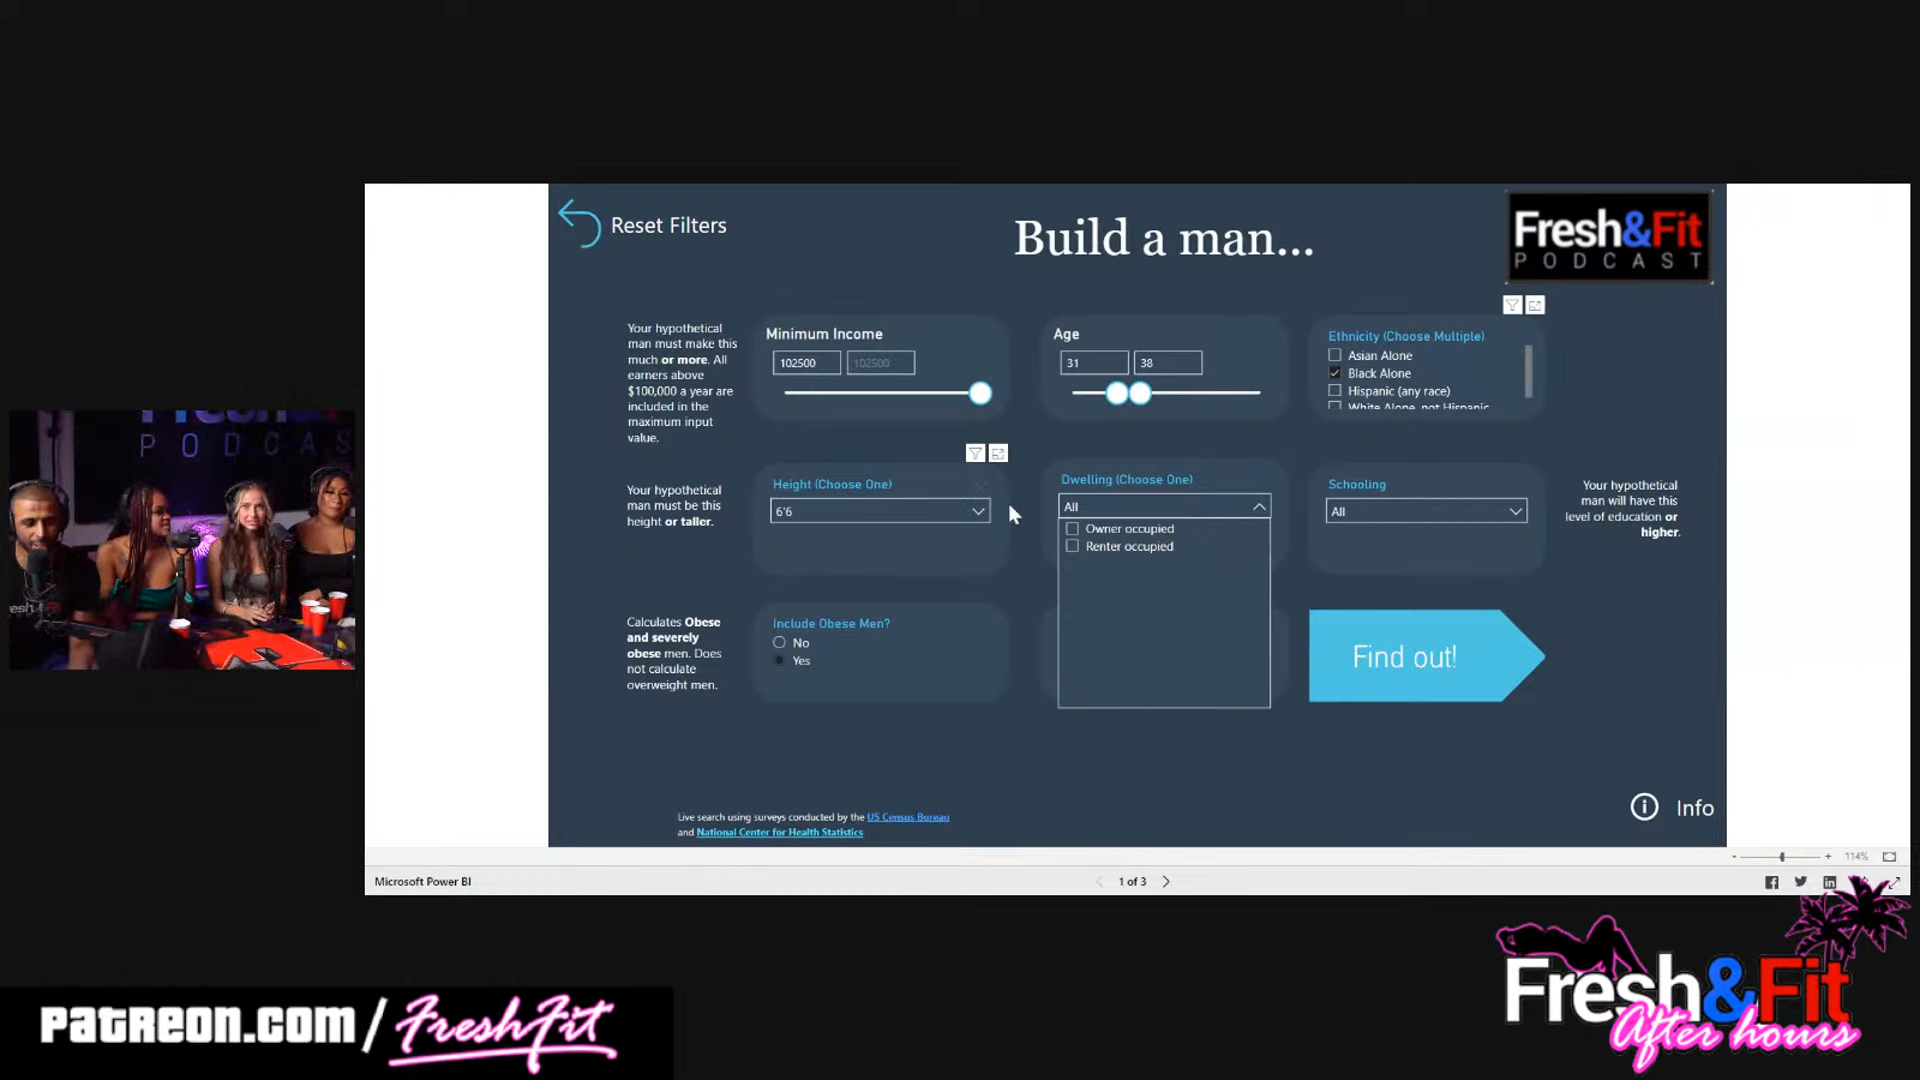 Reset Filters
Build a man...
Fresh&Fit
PODCAST
Your hypothetical
man must make this
much or more. All
earners above
$100,000 a year are
included in the
maximum input
value.
Minimum Income
102500
102500
Age
31
38
Ethnicity (Choose Multiple)
Asian Alone
Black Alone
Hispanic (any race)
White Alone, not Hispanic
Your hypothetical
man must be this
height or taller.
Height (Choose One)
6'6
Dwelling (Choose One)
All
Owner occupied
Renter occupied
Schooling
All
Your hypothetical
man will have this
level of education or
higher.
Calculates Obese
and severely
obese men. Does
not calculate
overweight men.
Include Obese Men?
No
Yes
Find out!
Info
Live search using surveys conducted by the US Census Bureau
and National Center for Health Statistics
114%
Microsoft Power BI
1 of 3
PODCAS
patreon.com/FreshFit
Fresh&Fit
After hours